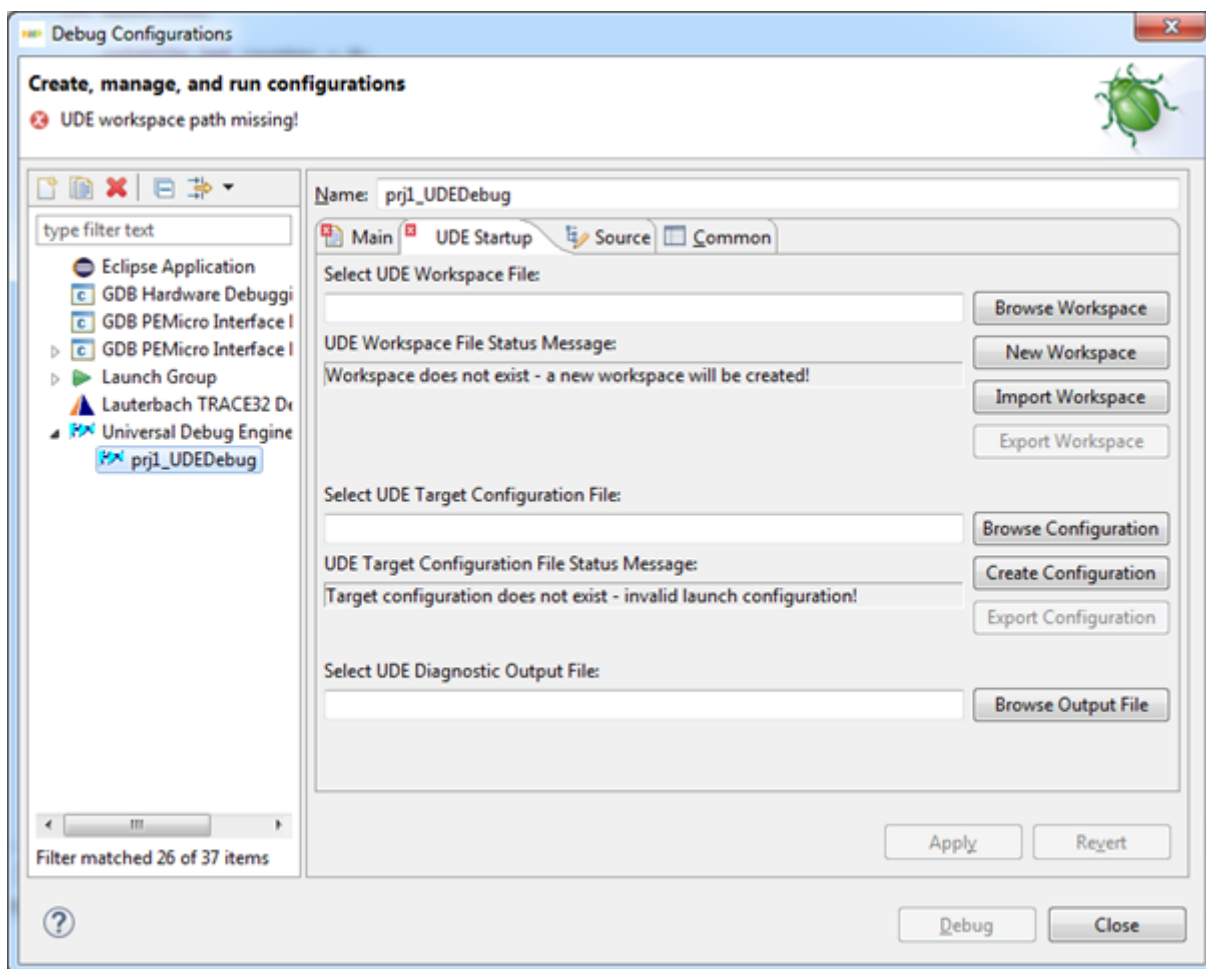 Debug Configurations
Create, manage, and run configurations
UDE workspace path missing!
type filter text
Eclipse Application
GDB Hardware Debuggi
GDB PEMicro Interface I
GDB PEMicro Interface I
Launch Group
Lauterbach TRACE32 De
Universal Debug Engine
prj1_UDEDebug
Filter matched 26 of 37 items
Name: prj1_UDEDebug
Main UDE Startup Source Common
Select UDE Workspace File:
Browse Workspace
UDE Workspace File Status Message:
New Workspace
Workspace does not exist - a new workspace will be created!
Import Workspace
Export Workspace
Select UDE Target Configuration File:
Browse Configuration
UDE Target Configuration File Status Message:
Create Configuration
Target configuration does not exist - invalid launch configuration!
Export Configuration
Select UDE Diagnostic Output File:
Browse Output File
Apply Revert
Debug Close